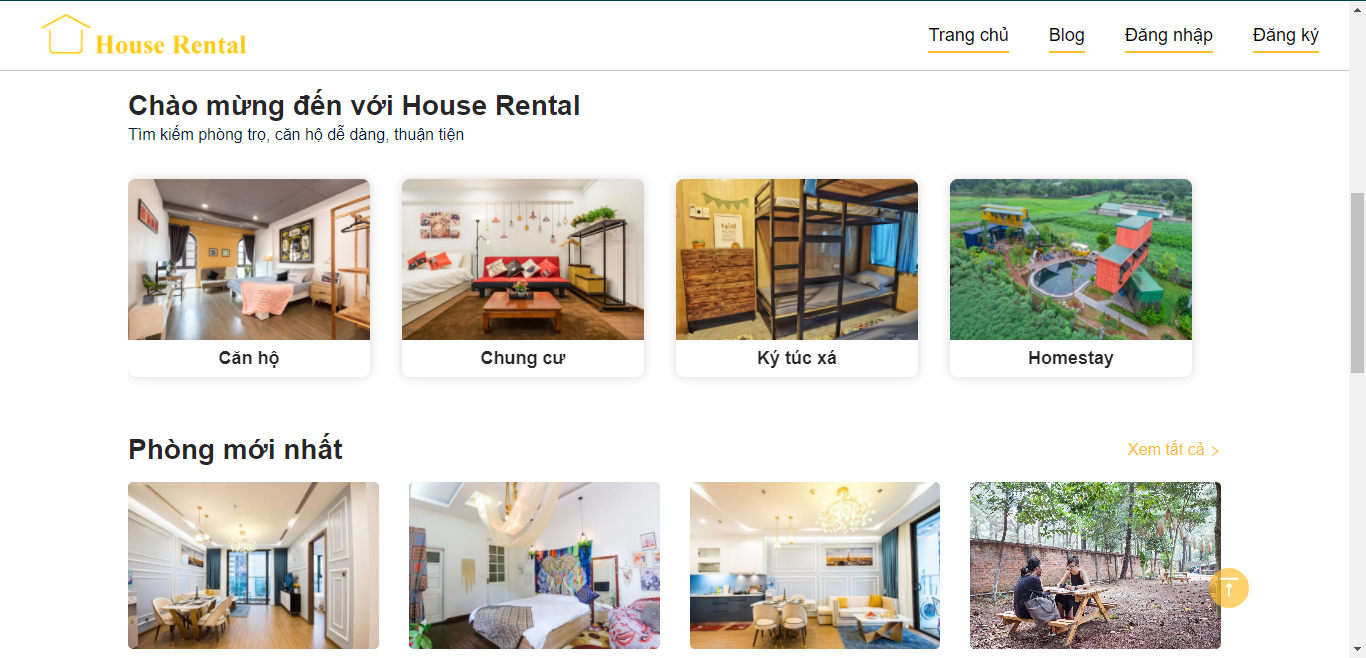 House Rental
Trang chủ
Blog
Đăng nhập
Đăng ký
Chào mừng đến với House Rental
Tìm kiếm phòng trọ, căn hộ dễ dàng, thuận tiện
Căn hộ
Chung cư
Ký túc xá
Homestay
Phòng mới nhất
Xem tất cả >